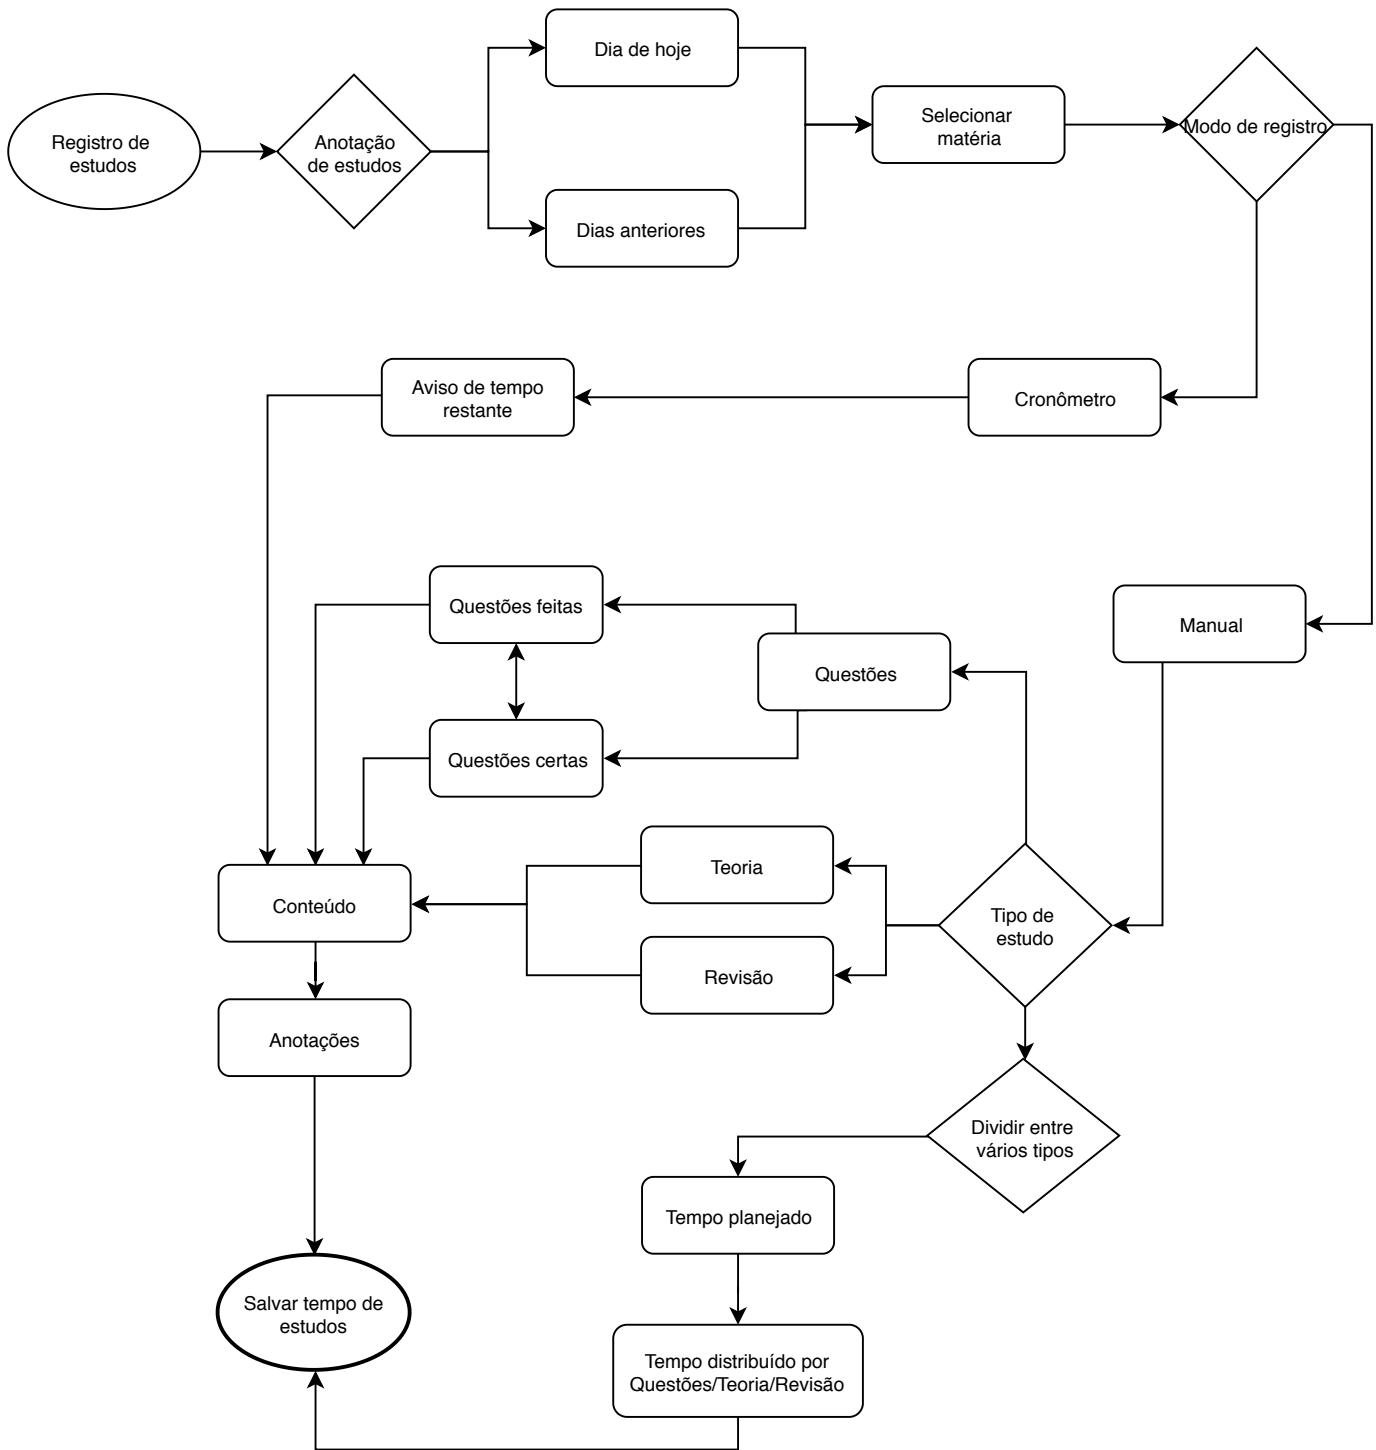 Dia de hoje
Registro de
estudos
Anotação
de estudos
Selecionar
matéria
Modo de registro
Dias anteriores
Aviso de tempo
restante
Cronômetro
Questões feitas
Manual
Questões
Questões certas
Teoria
Conteúdo
Tipo de
estudo
Revisão
Anotações
Dividir entre
vários tipos
Tempo planejado
Salvar tempo de
estudos
Tempo distribuído por
Questões/Teoria/Revisão